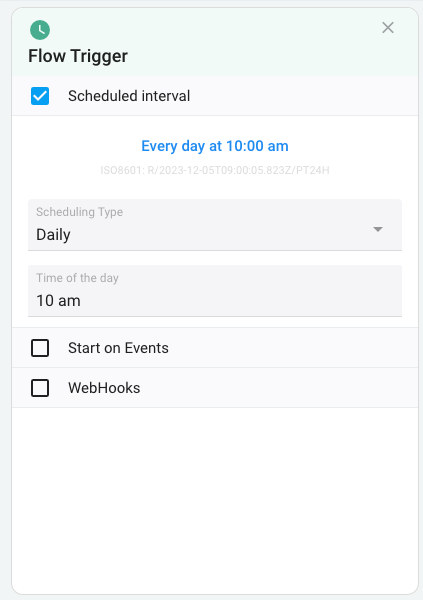 Flow Trigger
Scheduled interval
Every day at 10:00 am
ISO8601: R/2023-12-05T09:00:05.823Z/PT24H
Scheduling Type
Daily
Time of the day
10 am
Start on Events
WebHooks